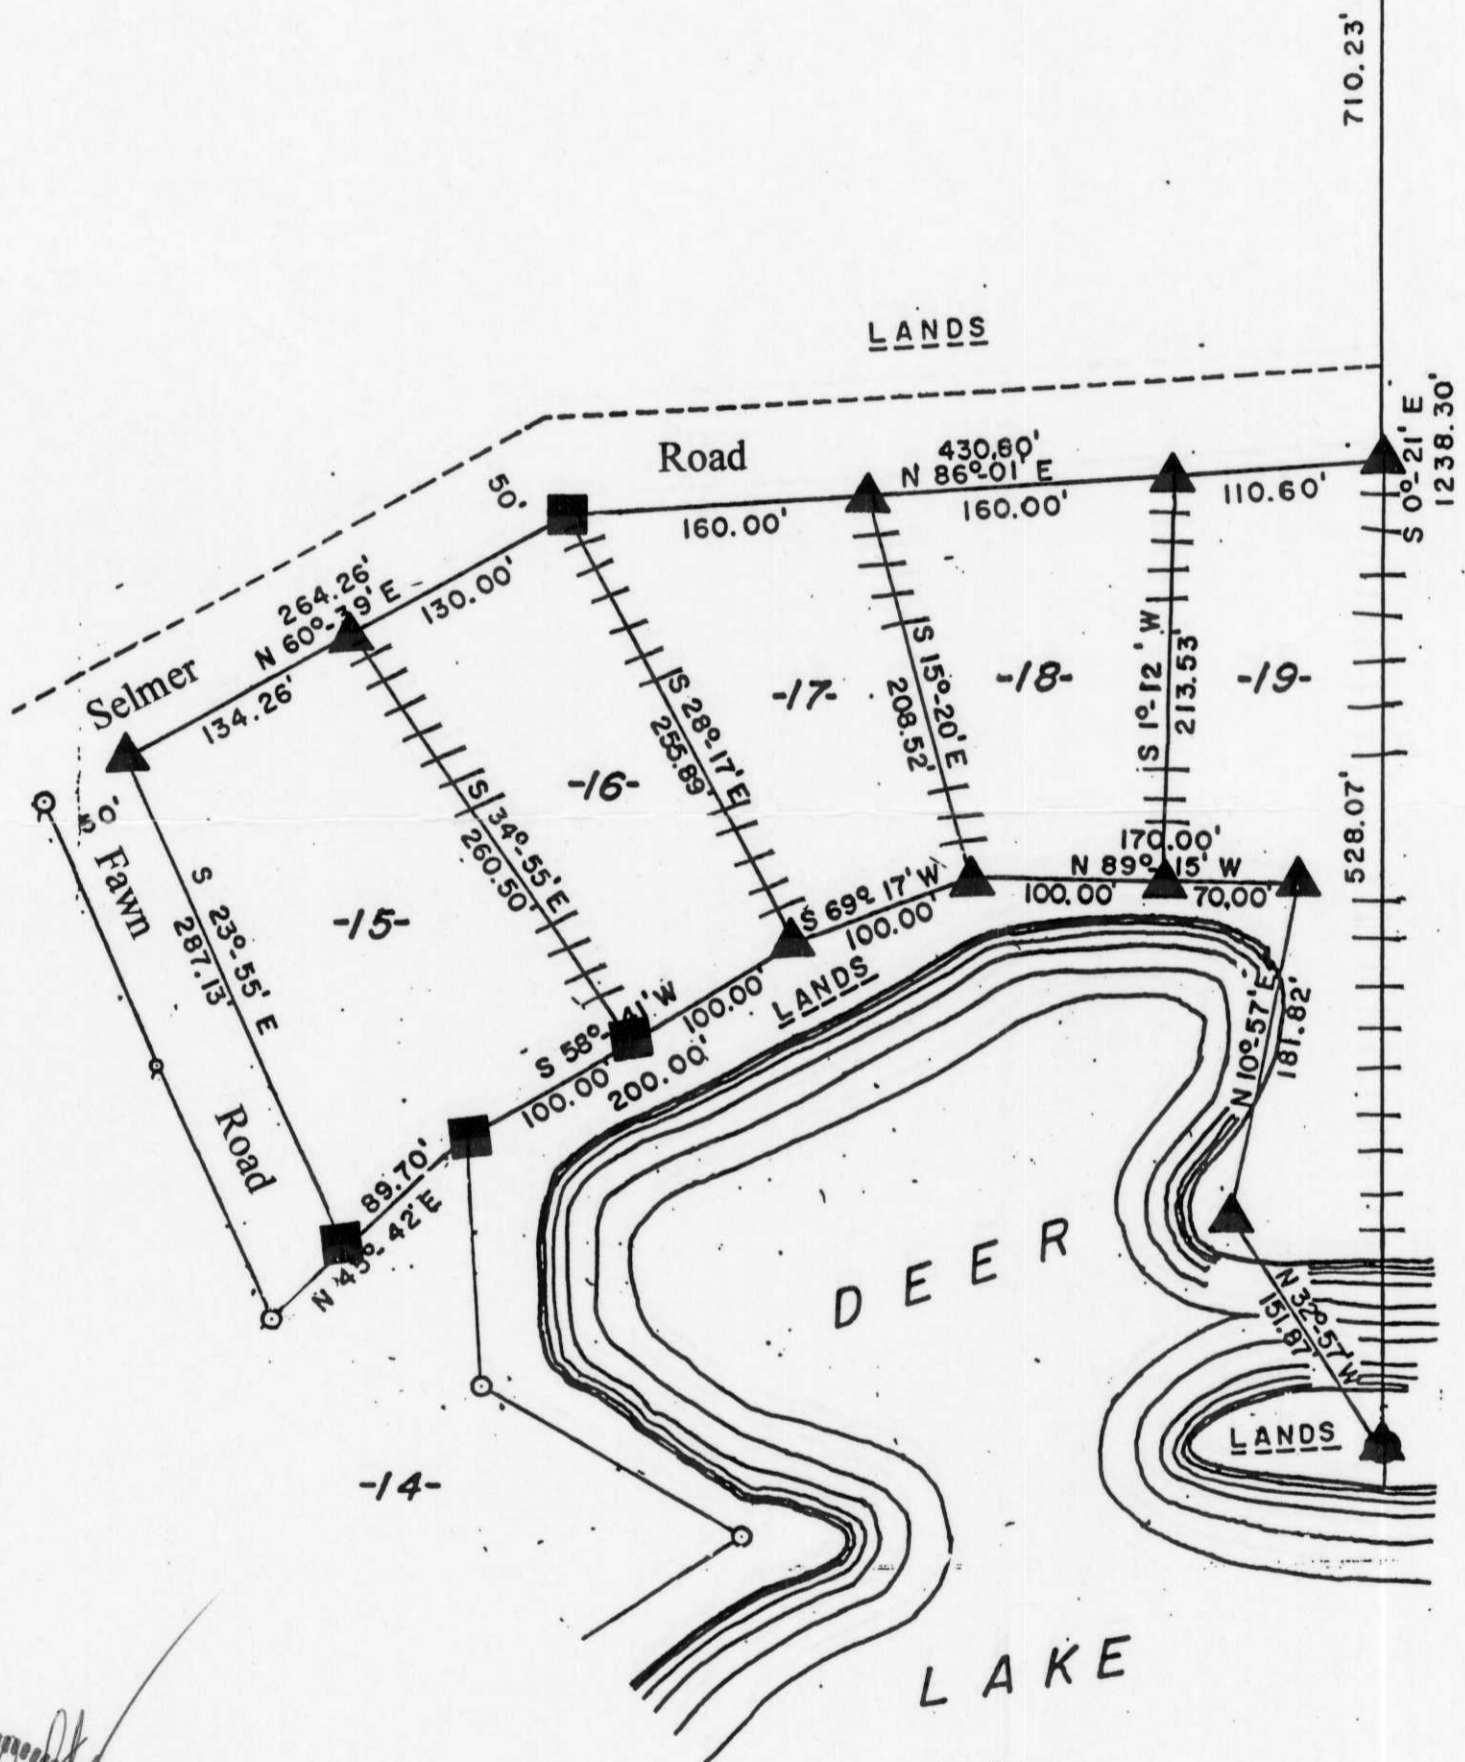 710.23'
LANDS
S 0°-21' E
1238.30'
Road
430.60'
N 86°-01' E
50'
160.00'
160.00'
110.60'
264.26'
N 60°-39' E
130.00'
Selmer
134.26'
S 28°-17' E
255.89'
-17-
S 15°-20' E
208.52'
-18-
S 1°-12' W
213.53'
-19-
-16-
50'
Fawn
Road
S 23°-55' E
287.13'
-15-
S 34°-55' E
260.50'
528.07'
170.00'
N 89°-15' W
100.00'
70.00'
S 69° 17' W
100.00'
LANDS
S 58°-41' W
100.00'
100.00'
200.00'
N 10°-57' E
181.82'
89.70'
N 45°-42' E
DEER
N 32°-57' W
151.87'
LANDS
-14-
LAKE